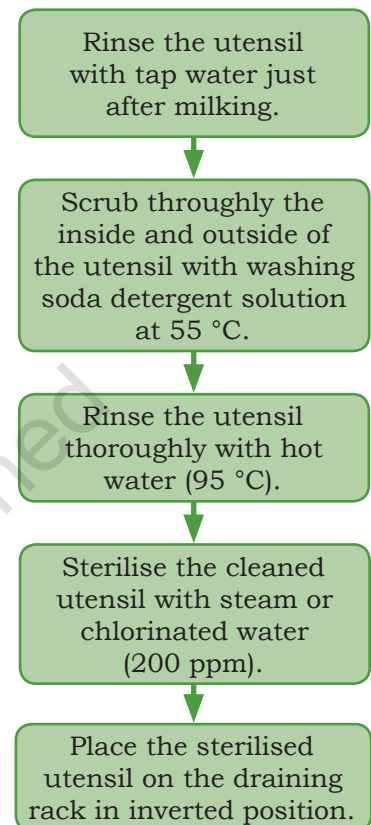 Rinse the utensil
with tap water just
after milking.
Scrub throughly the
inside and outside of
the utensil with washing
soda detergent solution
at 55 °C.
Rinse the utensil
thoroughly with hot
water (95 °C).
Sterilise the cleaned
utensil with steam or
chlorinated water
(200 ppm).
Place the sterilised
utensil on the draining
rack in inverted position.